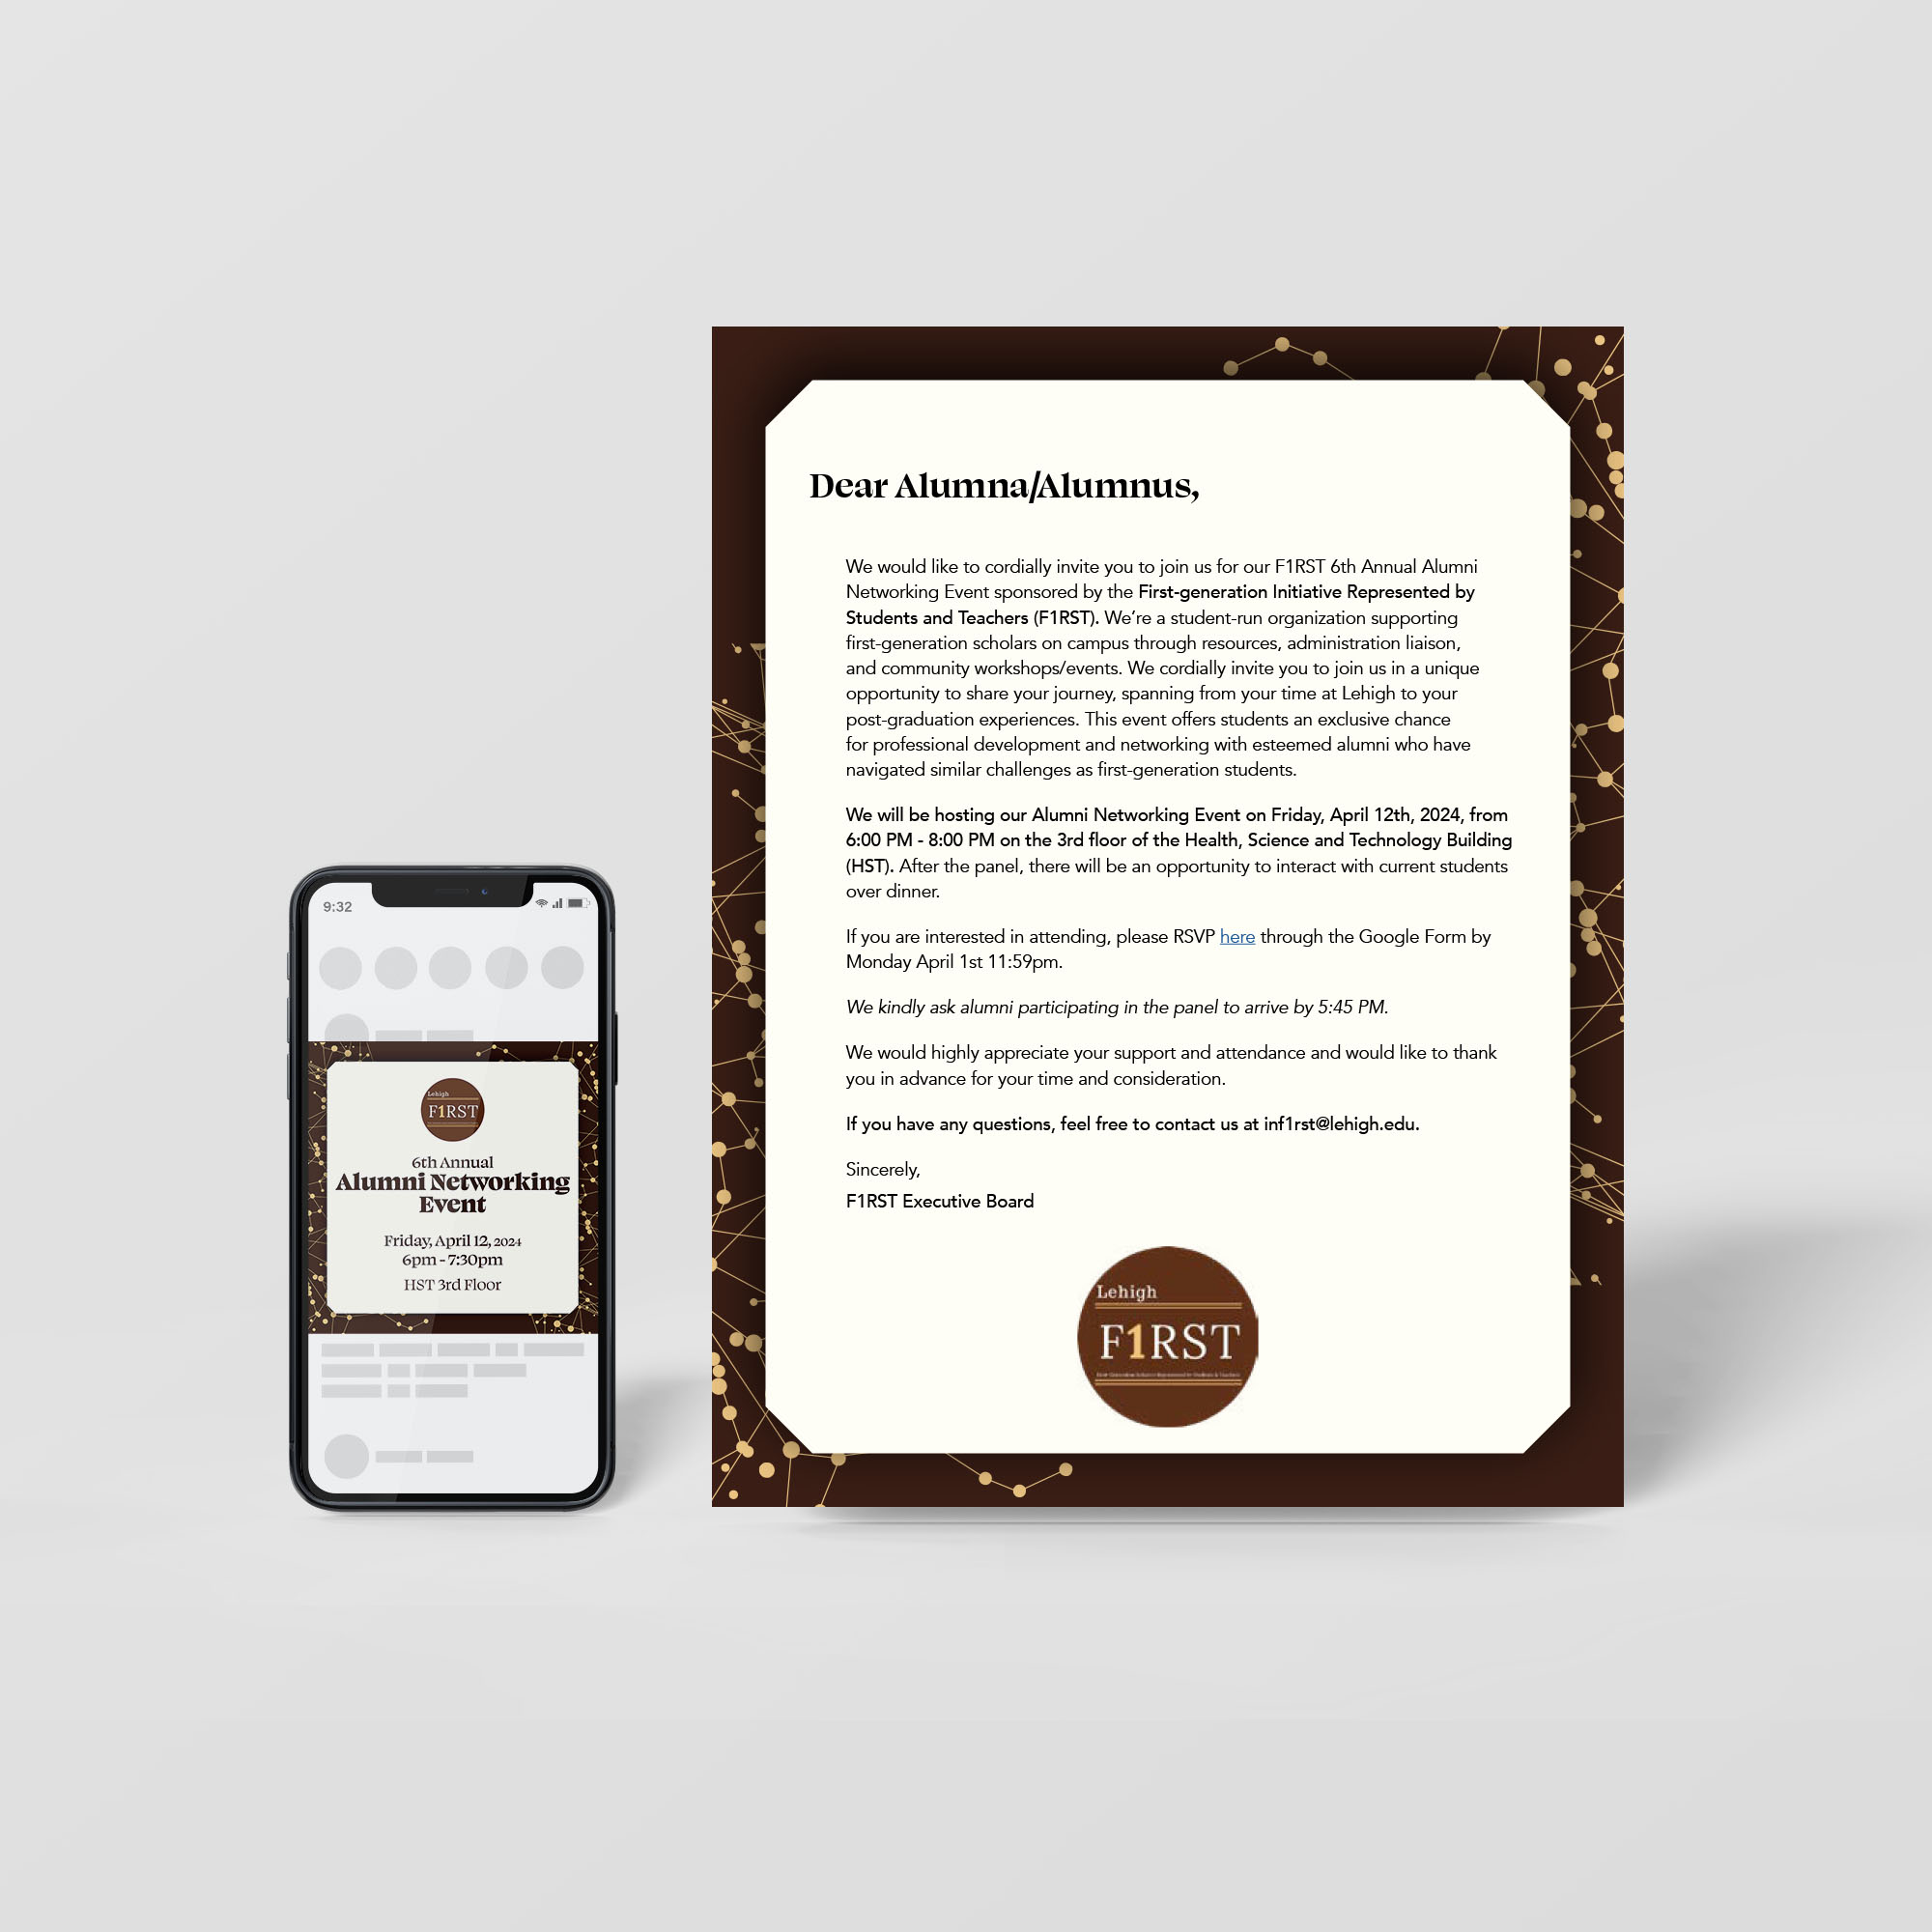 9:32
Lehigh
F1RST
6th Annual
Alumni Networking
Event
Friday, April 12, 2024
6pm - 7:30pm
HST 3rd Floor
Dear Alumna/Alumnus,
We would like to cordially invite you to join us for our F1RST 6th Annual Alumni
Networking Event sponsored by the First-generation Initiative Represented by
Students and Teachers (F1RST). We're a student-run organization supporting
first-generation scholars on campus through resources, administration liaison,
and community workshops/events. We cordially invite you to join us in a unique
opportunity to share your journey, spanning from your time at Lehigh to your
post-graduation experiences. This event offers students an exclusive chance
for professional development and networking with esteemed alumni who have
navigated similar challenges as first-generation students.
We will be hosting our Alumni Networking Event on Friday, April 12th, 2024, from
6:00 PM - 8:00 PM on the 3rd floor of the Health, Science and Technology Building
(HST). After the panel, there will be an opportunity to interact with current students
over dinner.
If you are interested in attending, please RSVP here through the Google Form by
Monday April 1st 11:59pm.
We kindly ask alumni participating in the panel to arrive by 5:45 PM.
We would highly appreciate your support and attendance and would like to thank
you in advance for your time and consideration.
If you have any questions, feel free to contact us at inf1rst@lehigh.edu.
Sincerely,
F1RST Executive Board
Lehigh
F1RST